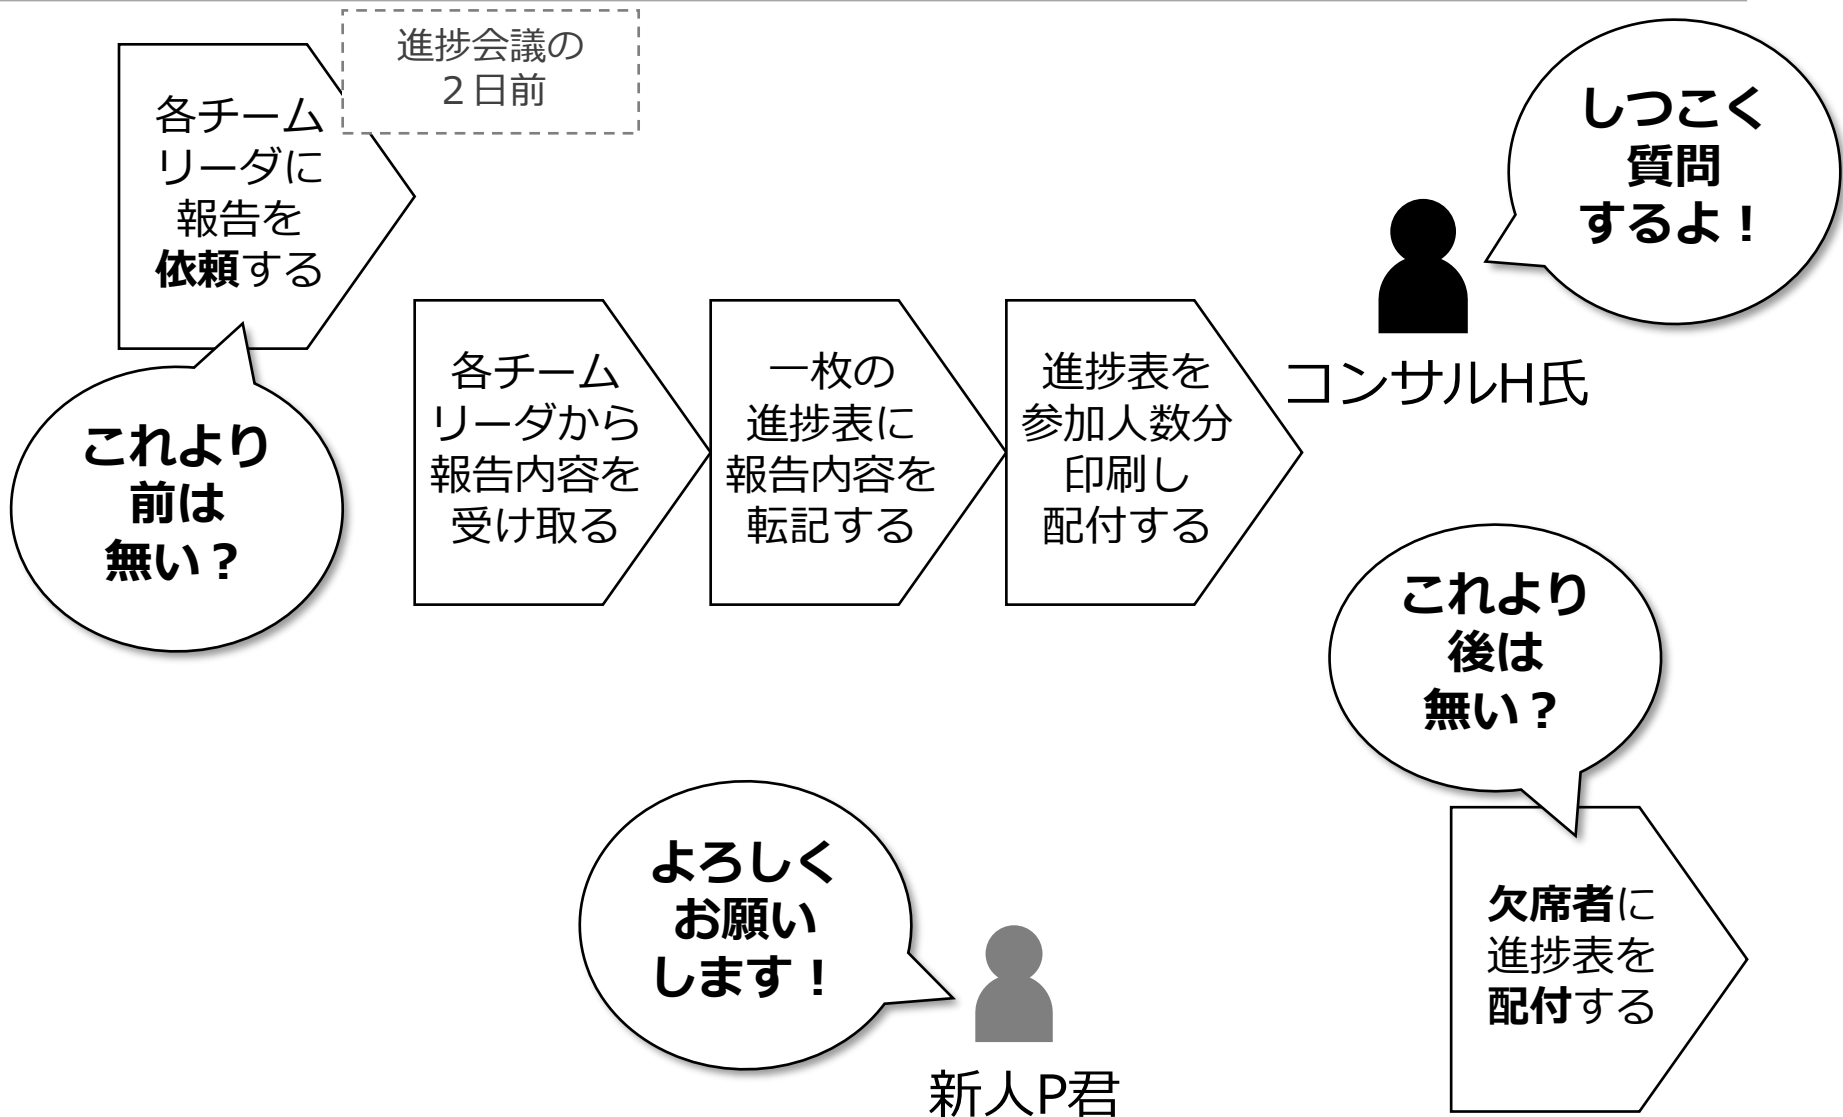 進捗会議の
２日前
各チーム
リーダに
報告を
依頼する
しつこく
質問
するよ！
コンサルH氏
これより
前は
無い？
各チーム
リーダから
報告内容を
受け取る
一枚の
進捗表に
報告内容を
転記する
進捗表を
参加人数分
印刷し
配付する
これより
後は
無い？
よろしく
お願い
します！
新人P君
欠席者に
進捗表を
配付する